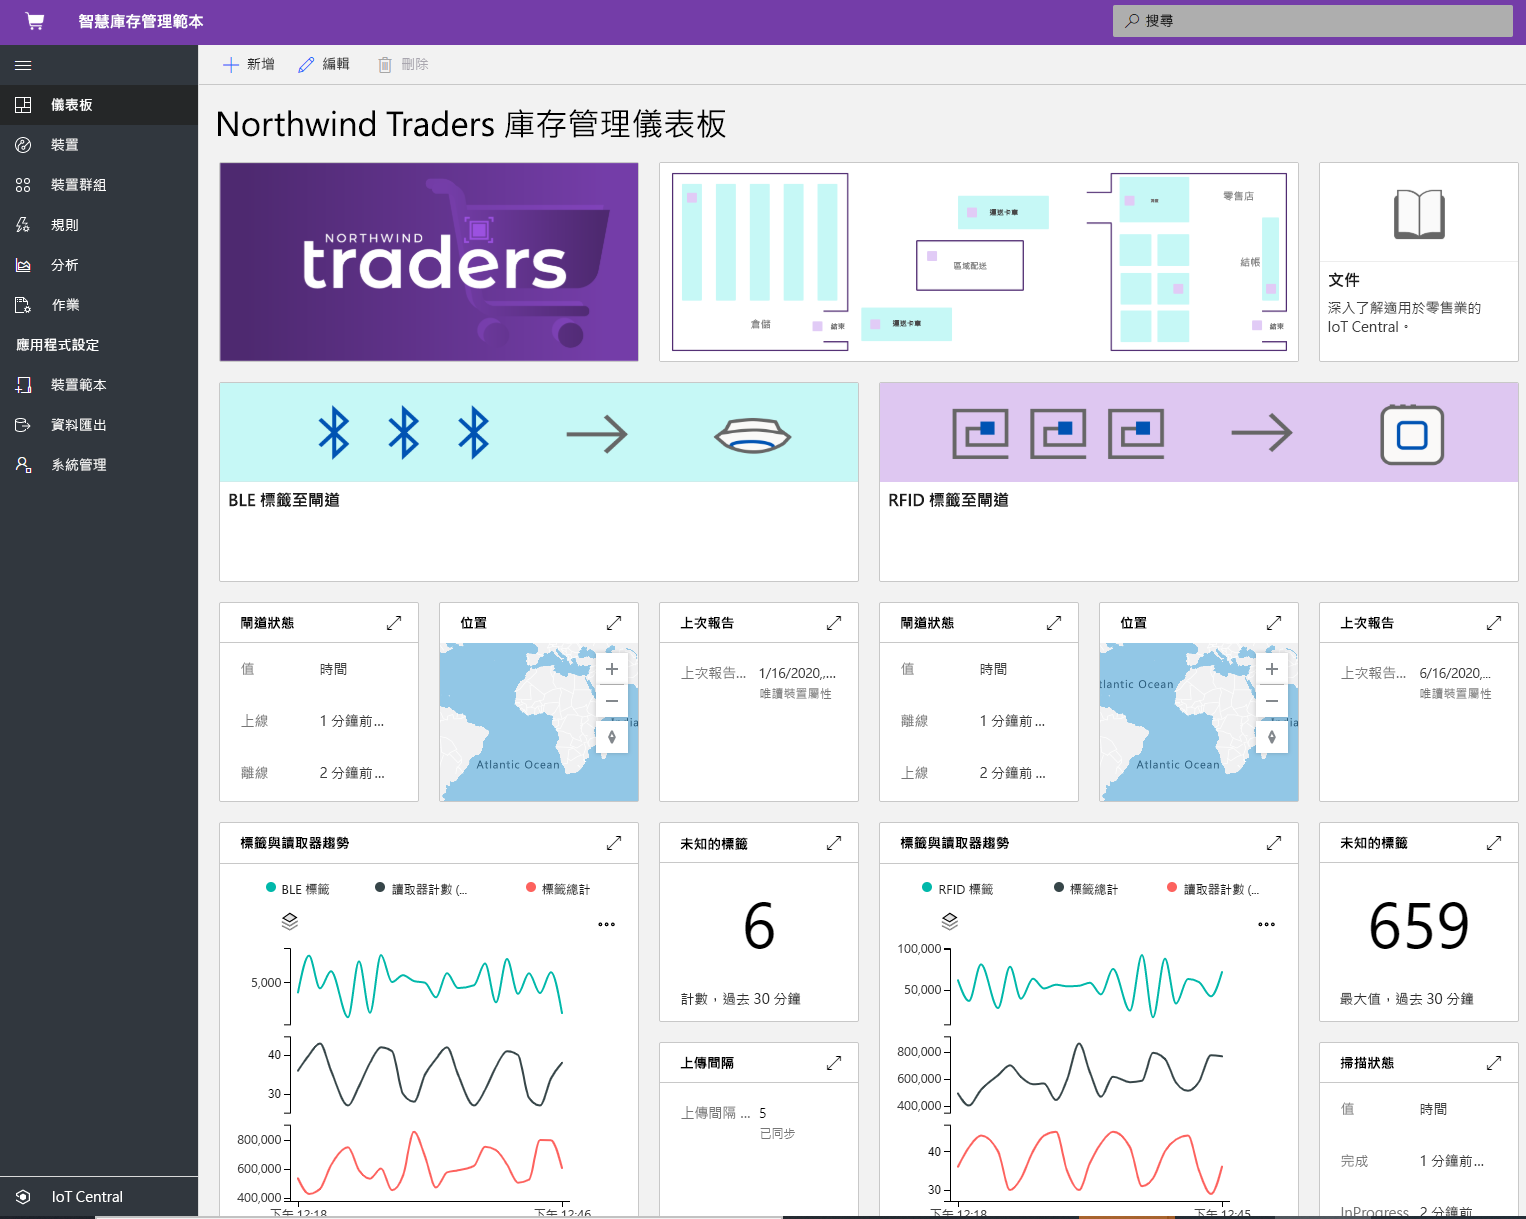 智慧庫存管理範本
搜尋
新增
編輯
刪除
儀表板
裝置
裝置群組
規則
分析
作業
應用程式設定
裝置範本
資料匯出
系統管理
IoT Central
Northwind Traders 庫存管理儀表板
NORTHWIND
traders
倉儲
結束
運送卡車
區域配送
運送卡車
零售店
結帳
結束
文件
深入了解適用於零售業的
IoT Central。
BLE 標籤至閘道
RFID 標籤至閘道
閘道狀態
值 時間
上線 1 分鐘前...
離線 2 分鐘前...
位置
Atlantic Ocean
上次報告
上次報告... 1/16/2020,...
唯讀裝置屬性
閘道狀態
值 時間
離線 1 分鐘前...
上線 2 分鐘前 ...
位置
tlantic Ocean
Atlantic Ocean
上次報告
上次報告... 6/16/2020,...
唯讀裝置屬性
標籤與讀取器趨勢
BLE 標籤 讀取器計數 (... 標籤總計
5,000
40
30
800,000
600,000
400,000
下午 12:18 下午 12:46
未知的標籤
6
計數，過去 30 分鐘
上傳間隔
上傳間隔 ... 5
已同步
標籤與讀取器趨勢
RFID 標籤 標籤總計 讀取器計數 (...
100,000
50,000
800,000
600,000
400,000
40
30
下午 12:18 下午 12:45
未知的標籤
659
最大值，過去 30 分鐘
掃描狀態
值 時間
完成 1 分鐘前...
InProgress 2 分鐘前